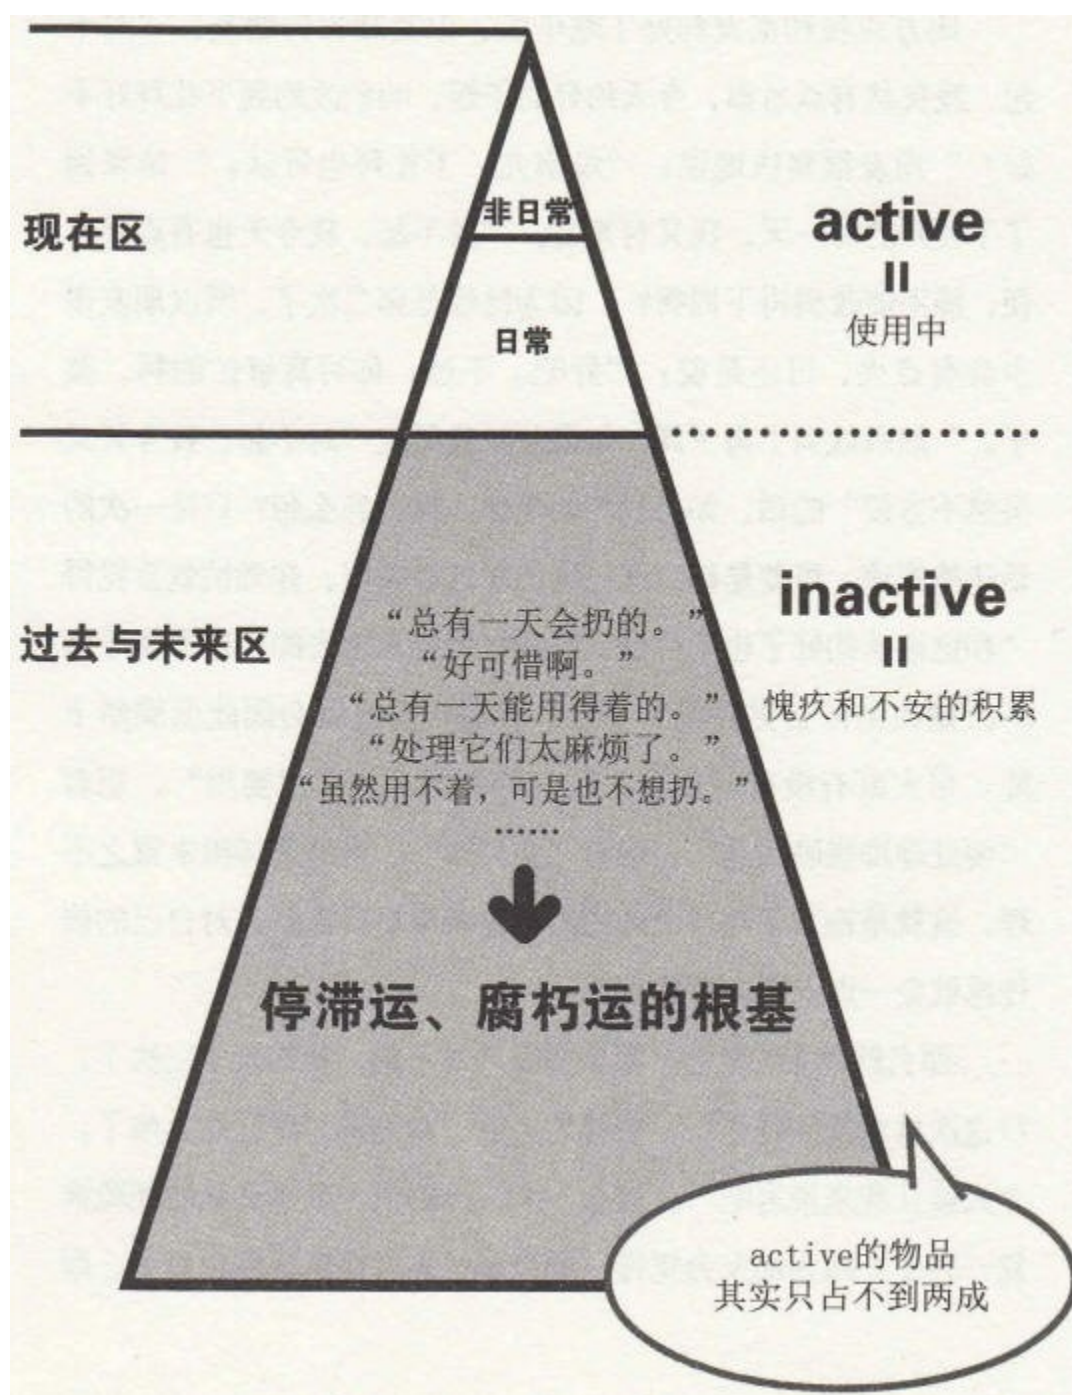 非日常
现在区
active
=
使用中
日常
inactive
=
愧疚和不安的积累
过去与未来区
“总有一天会扔的。”
“好可惜啊。”
“总有一天能用得着的。”
“处理它们太麻烦了。”
“虽然用不着，可是也不想扔。”
……
停滞运、腐朽运的根基
active的物品
其实只占不到两成